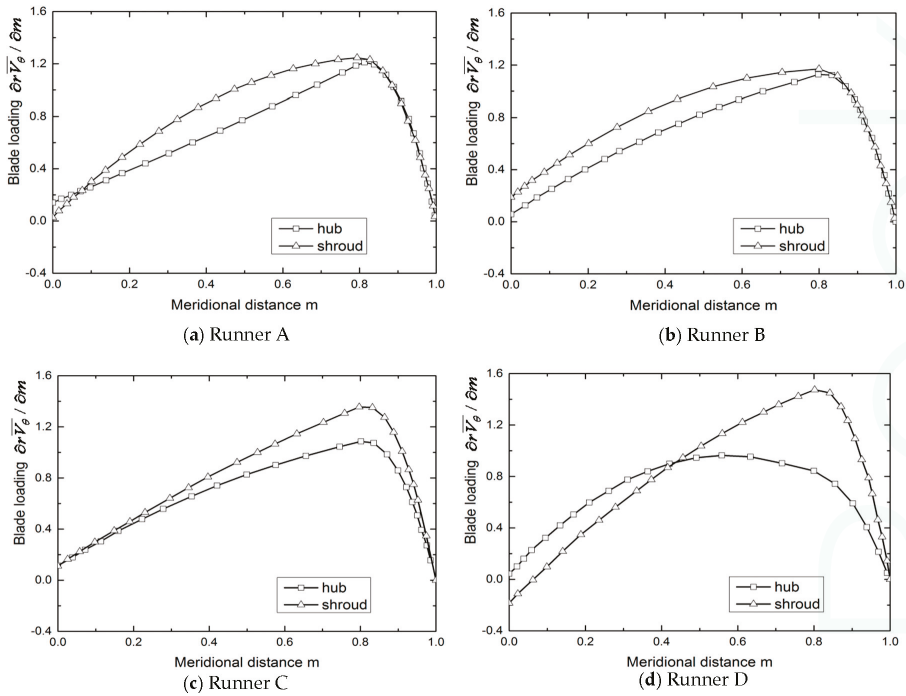 1.6
1.2
0.8
0.4
0.0
-0.4
Blade loading ∂rV̅θ / ∂m
hub
shroud
0.0 0.2 0.4 0.6 0.8 1.0
Meridional distance m
(a) Runner A
1.6
1.2
0.8
0.4
0.0
-0.4
Blade loading ∂rV̅θ / ∂m
hub
shroud
0.0 0.2 0.4 0.6 0.8 1.0
Meridional distance m
(b) Runner B
1.6
1.2
0.8
0.4
0.0
-0.4
Blade loading ∂rV̅θ / ∂m
hub
shroud
0.0 0.2 0.4 0.6 0.8 1.0
Meridional distance m
(c) Runner C
1.6
1.2
0.8
0.4
0.0
-0.4
Blade loading ∂rV̅θ / ∂m
hub
shroud
0.0 0.2 0.4 0.6 0.8 1.0
Meridional distance m
(d) Runner D